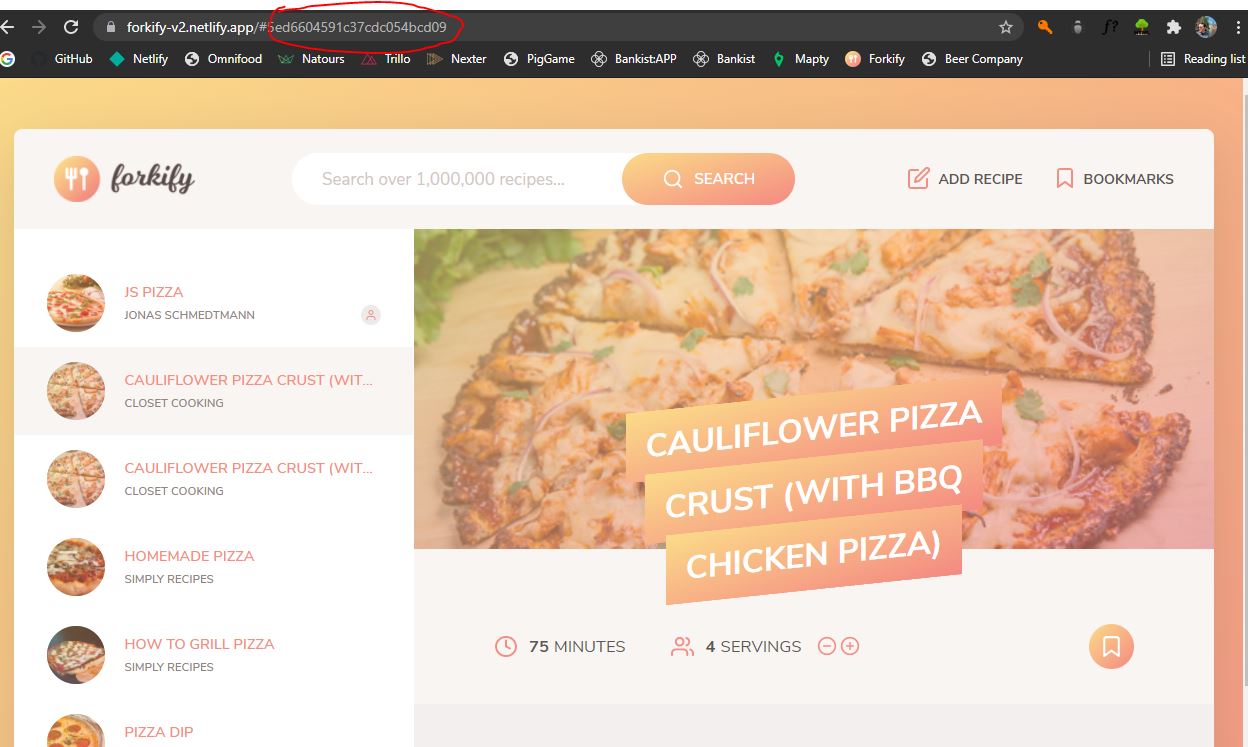 forkify-v2.netlify.app/#5ed6604591c37cdc054bcd09
f?
GitHub Netlify Omnifood Natours Trillo Nexter PigGame Bankist:APP Bankist Mapty Forkify Beer Company Reading list
forkify
Search over 1,000,000 recipes...
SEARCH
ADD RECIPE
BOOKMARKS
JS PIZZA
JONAS SCHMEDTMANN
CAULIFLOWER PIZZA CRUST (WIT...
CLOSET COOKING
CAULIFLOWER PIZZA CRUST (WIT...
CLOSET COOKING
HOMEMADE PIZZA
SIMPLY RECIPES
HOW TO GRILL PIZZA
SIMPLY RECIPES
PIZZA DIP
CAULIFLOWER PIZZA
CRUST (WITH BBQ
CHICKEN PIZZA)
75 MINUTES
4 SERVINGS